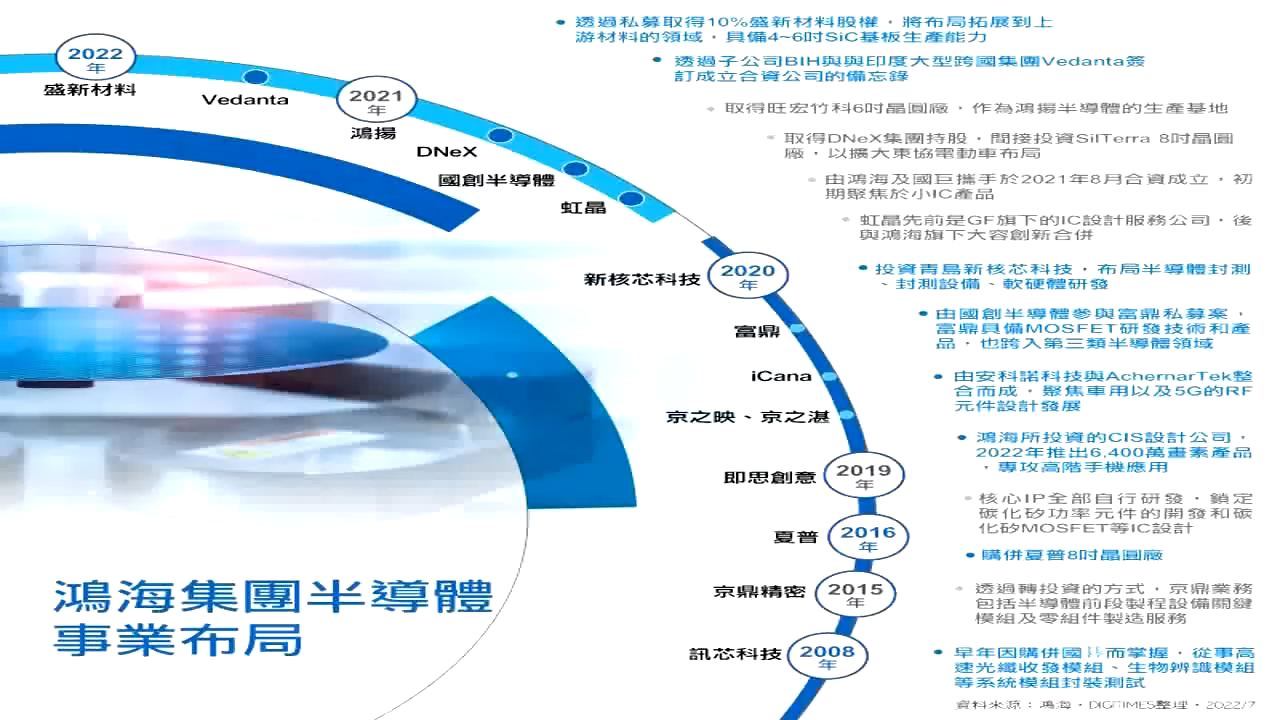 2022
年
盛新材料
Vedanta
2021
年
鴻揚
DNeX
國創半導體
虹晶
新核芯科技
2020
年
富鼎
iCana
京之映、京之湛
即思創意
2019
年
夏普
2016
年
京鼎精密
2015
年
訊芯科技
2008
年
• 透過私募取得10%盛新材料股權，將布局拓展到上
游材料的領域，具備4~6吋SiC基板生產能力
• 透過子公司BIH與與印度大型跨國集團Vedanta簽
訂成立合資公司的備忘錄
• 取得旺宏竹科6吋晶圓廠，作為鴻揚半導體的生產基地
• 取得DNeX集團持股，間接投資SilTerra 8吋晶圓
廠，以擴大東協電動車布局
• 由鴻海及國巨攜手於2021年8月合資成立，初
期聚焦於小IC產品
• 虹晶先前是GF旗下的IC設計服務公司，後
與鴻海旗下大容創新合併
• 投資青島新核芯科技，布局半導體封測
、封測設備、軟硬體研發
• 由國創半導體參與富鼎私募案，
富鼎具備MOSFET研發技術和產
品，也跨入第三類半導體領域
• 由安科諾科技與AchernarTek整
合而成，聚焦車用以及5G的RF
元件設計發展
• 鴻海所投資的CIS設計公司，
2022年推出6,400萬畫素產品
，專攻高階手機應用
• 核心IP全部自行研發，鎖定
碳化矽功率元件的開發和碳
化矽MOSFET等IC設計
• 購併夏普8吋晶圓廠
• 透過轉投資的方式，京鼎業務
包括半導體前段製程設備關鍵
模組及零組件製造服務
• 早年因購併國 而掌握，從事高
速光纖收發模組、生物辨識模組
等系統模組封裝測試
鴻海集團半導體
事業布局
資料來源：鴻海，DIGITIMES整理，2022/7